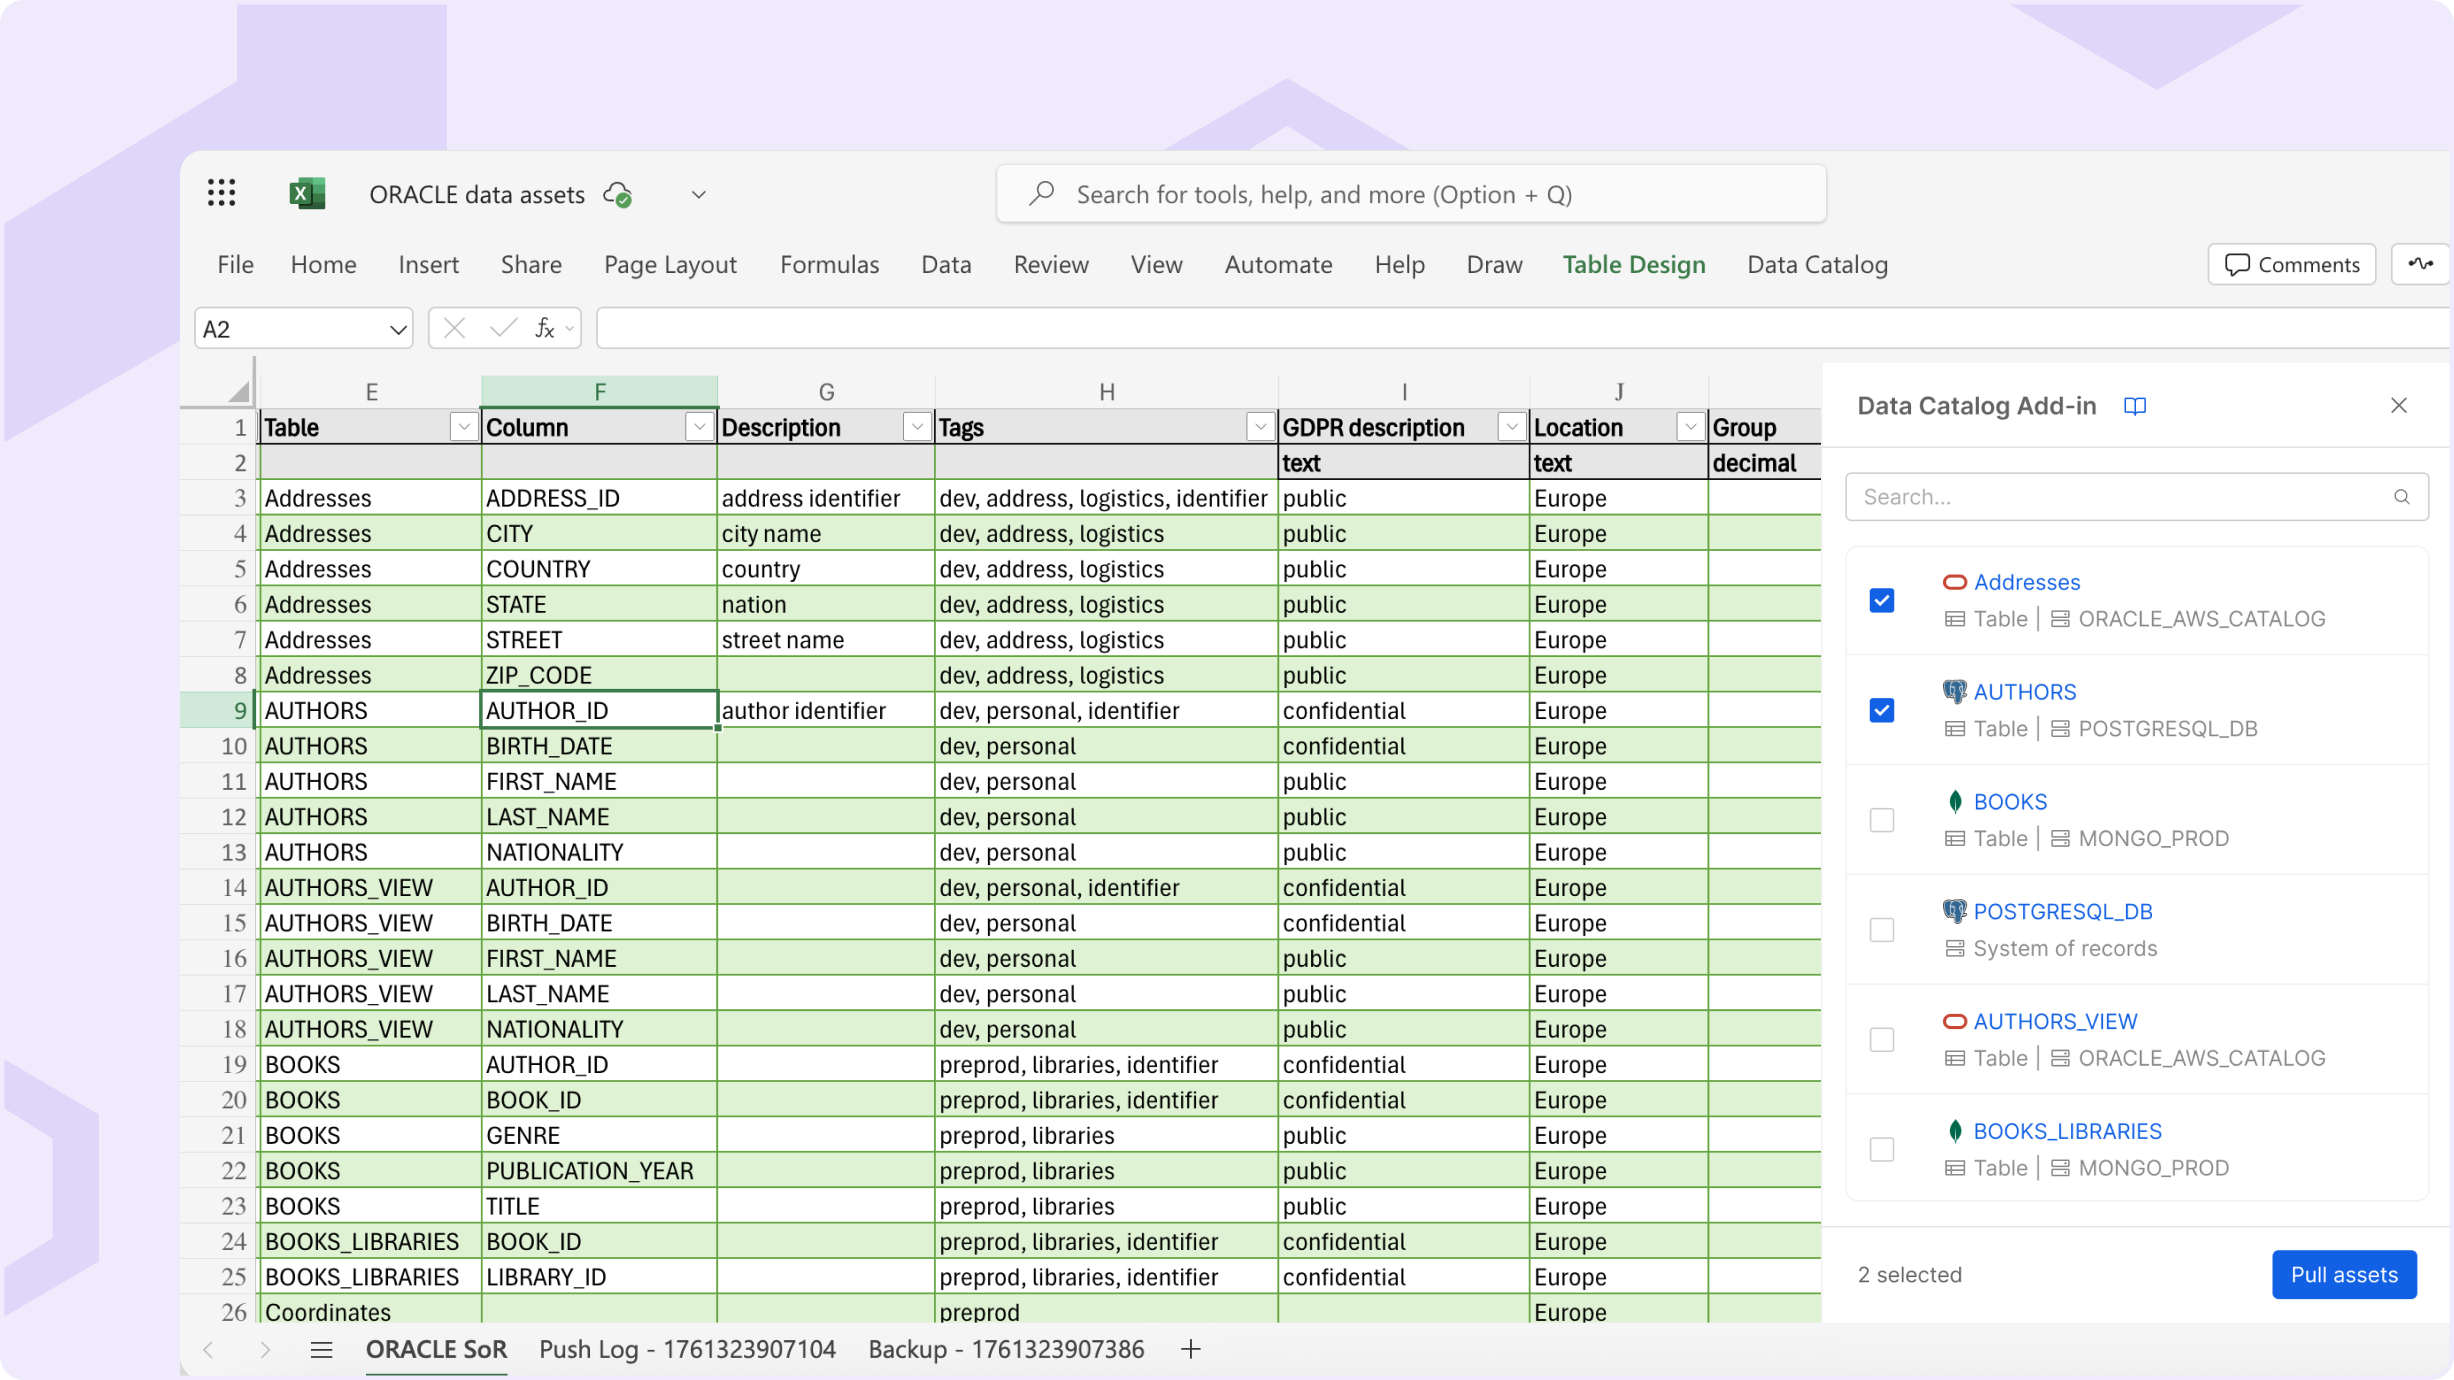 ORACLE data assets
Search for tools, help, and more (Option + Q)
File Home Insert Share Page Layout Formulas Data Review View Automate Help Draw Table Design Data Catalog Comments
A2 fx
E F G H I J
1 Table Column Description Tags GDPR description Location Group
2 text text decimal
3 Addresses ADDRESS_ID address identifier dev, address, logistics, identifier public Europe
4 Addresses CITY city name dev, address, logistics public Europe
5 Addresses COUNTRY country dev, address, logistics public Europe
6 Addresses STATE nation dev, address, logistics public Europe
7 Addresses STREET street name dev, address, logistics public Europe
8 Addresses ZIP_CODE dev, address, logistics public Europe
9 AUTHORS AUTHOR_ID author identifier dev, personal, identifier confidential Europe
10 AUTHORS BIRTH_DATE dev, personal confidential Europe
11 AUTHORS FIRST_NAME dev, personal public Europe
12 AUTHORS LAST_NAME dev, personal public Europe
13 AUTHORS NATIONALITY dev, personal public Europe
14 AUTHORS_VIEW AUTHOR_ID dev, personal, identifier confidential Europe
15 AUTHORS_VIEW BIRTH_DATE dev, personal confidential Europe
16 AUTHORS_VIEW FIRST_NAME dev, personal public Europe
17 AUTHORS_VIEW LAST_NAME dev, personal public Europe
18 AUTHORS_VIEW NATIONALITY dev, personal public Europe
19 BOOKS AUTHOR_ID preprod, libraries, identifier confidential Europe
20 BOOKS BOOK_ID preprod, libraries, identifier confidential Europe
21 BOOKS GENRE preprod, libraries public Europe
22 BOOKS PUBLICATION_YEAR preprod, libraries public Europe
23 BOOKS TITLE preprod, libraries public Europe
24 BOOKS_LIBRARIES BOOK_ID preprod, libraries, identifier confidential Europe
25 BOOKS_LIBRARIES LIBRARY_ID preprod, libraries, identifier confidential Europe
26 Coordinates preprod Europe
Data Catalog Add-in
Search...
Addresses
Table | ORACLE_AWS_CATALOG
AUTHORS
Table | POSTGRESQL_DB
BOOKS
Table | MONGO_PROD
POSTGRESQL_DB
System of records
AUTHORS_VIEW
Table | ORACLE_AWS_CATALOG
BOOKS_LIBRARIES
Table | MONGO_PROD
2 selected Pull assets
ORACLE SoR Push Log - 1761323907104 Backup - 1761323907386